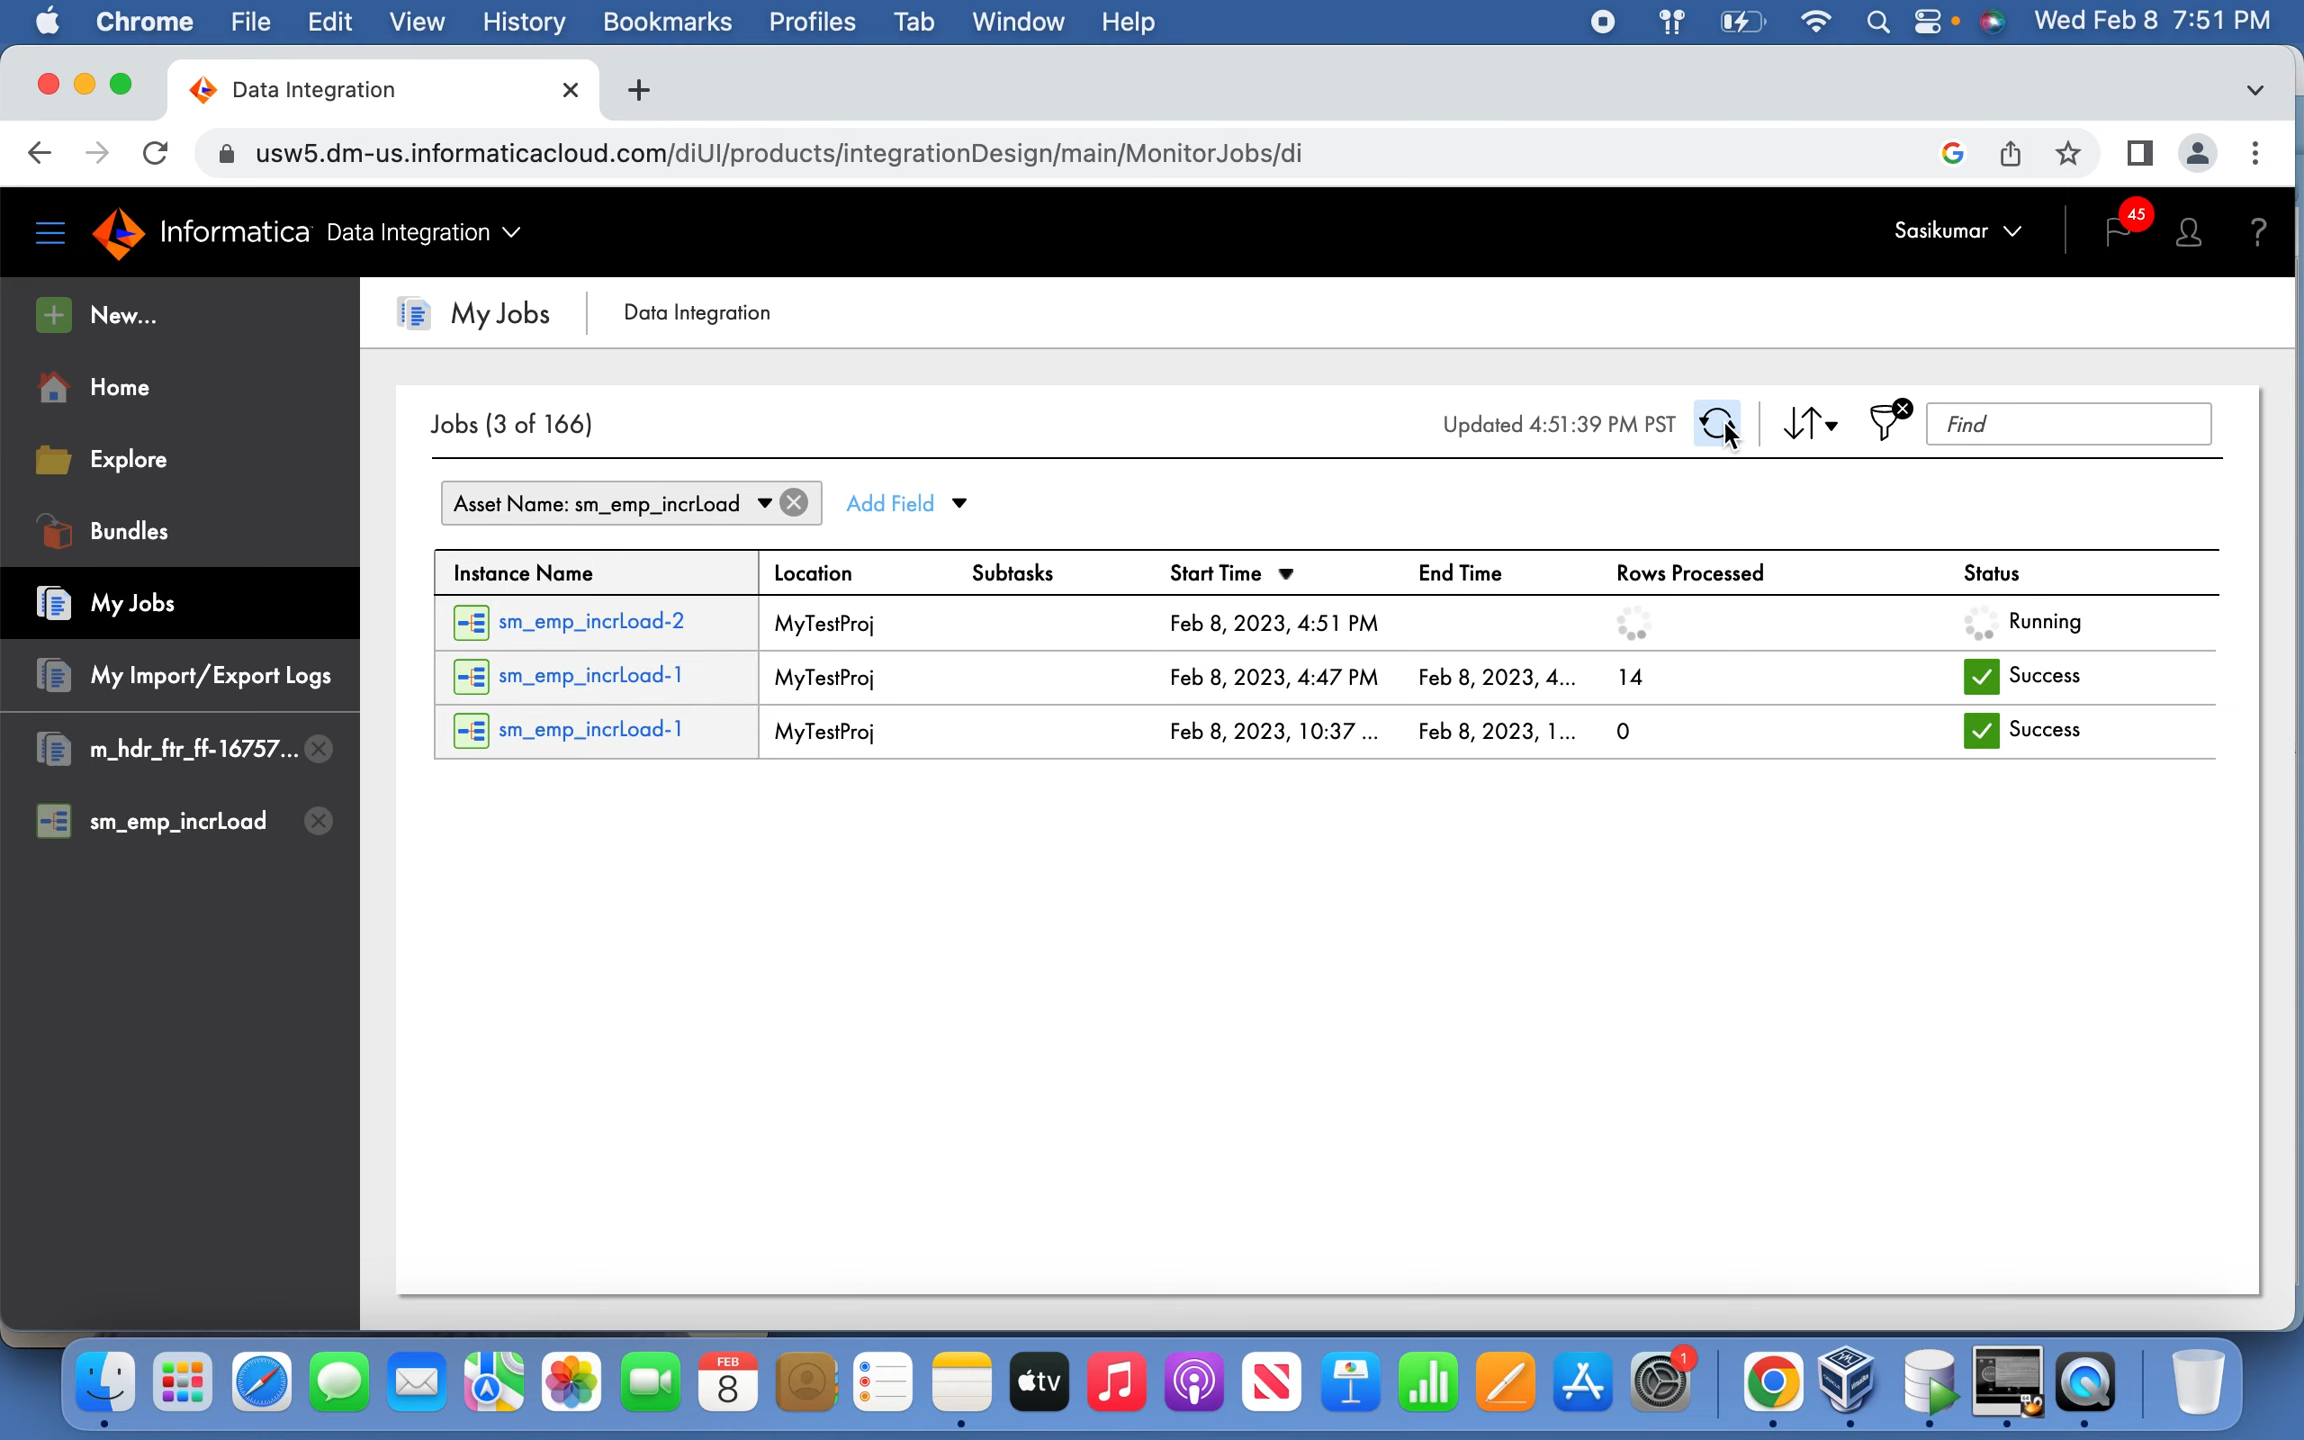 Chrome File Edit View History Bookmarks Profiles Tab Window Help Wed Feb 8 7:51 PM
Data Integration
usw5.dm-us.informaticacloud.com/diUI/products/integrationDesign/main/MonitorJobs/di
Informatica Data Integration Sasikumar 45 ?
New...
Home
Explore
Bundles
My Jobs
My Import/Export Logs
m_hdr_ftr_ff-16757...
sm_emp_incrLoad
My Jobs Data Integration
Jobs (3 of 166) Updated 4:51:39 PM PST Find
Asset Name: sm_emp_incrLoad Add Field
Instance Name Location Subtasks Start Time End Time Rows Processed Status
sm_emp_incrLoad-2 MyTestProj Feb 8, 2023, 4:51 PM Running
sm_emp_incrLoad-1 MyTestProj Feb 8, 2023, 4:47 PM Feb 8, 2023, 4... 14 Success
sm_emp_incrLoad-1 MyTestProj Feb 8, 2023, 10:37 ... Feb 8, 2023, 1... 0 Success
FEB
8
tv
1